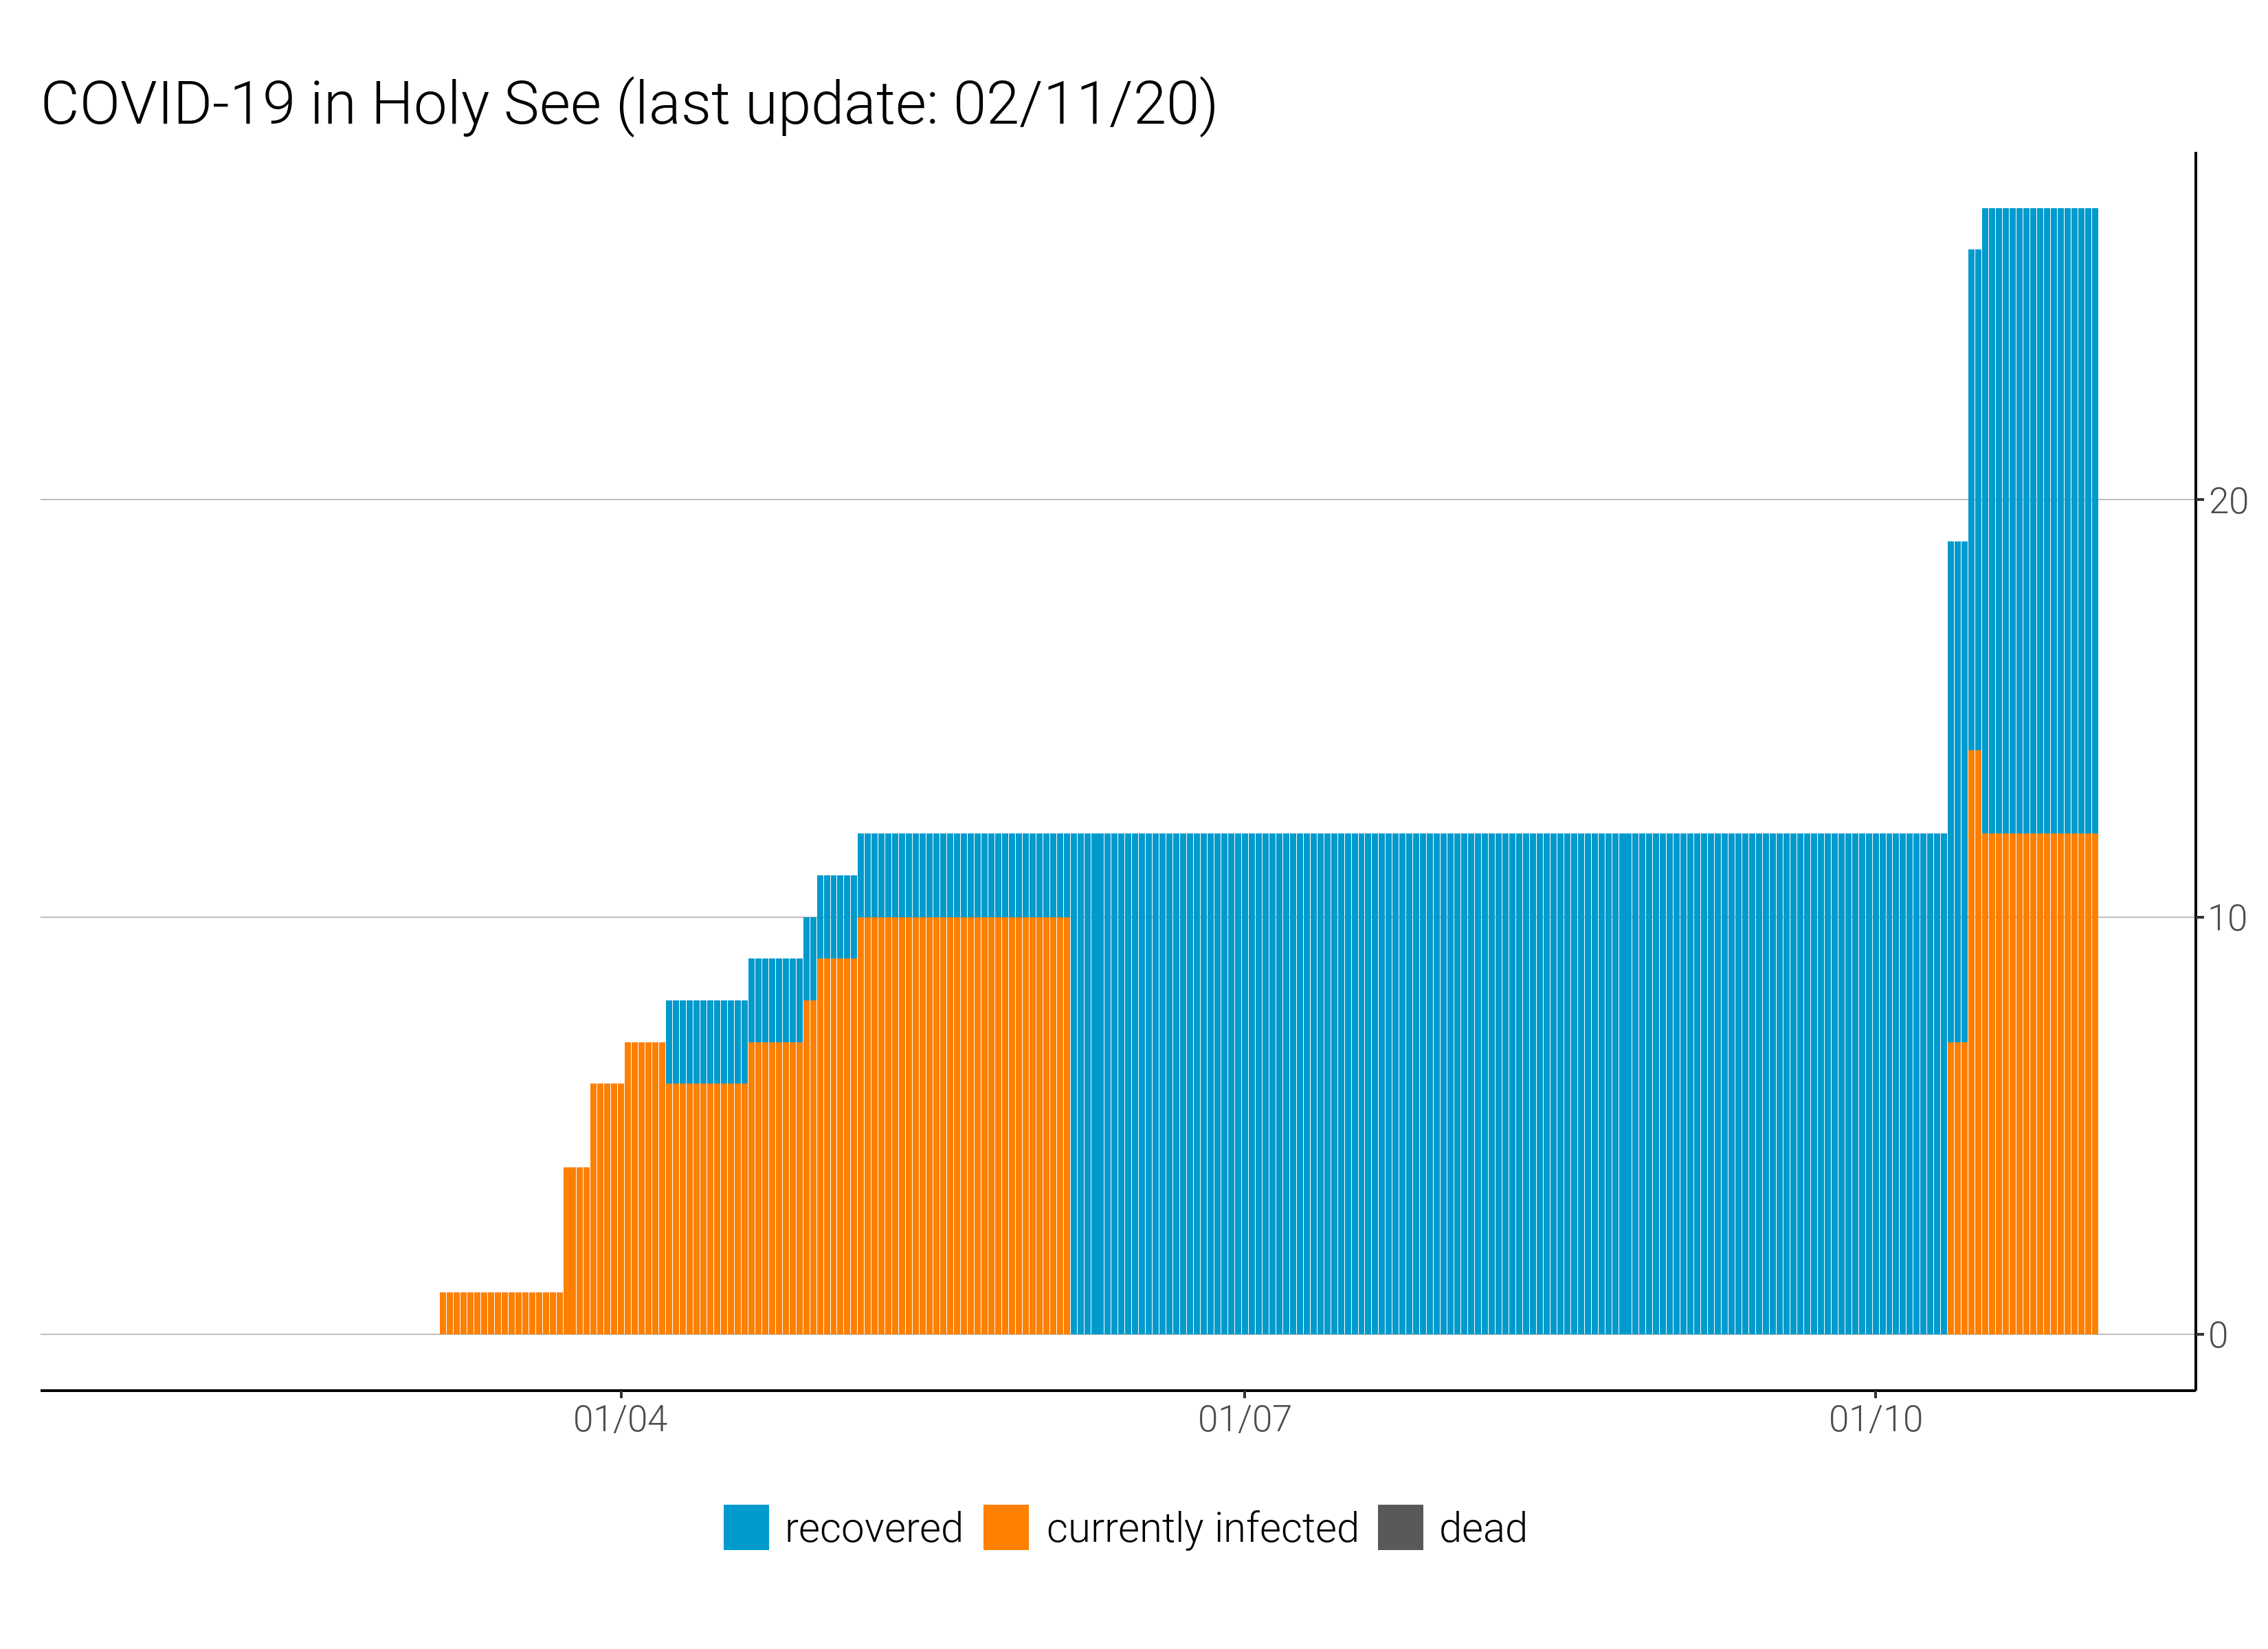 COVID-19 in Holy See (last update: 02/11/20)
20
10
0
01/04 01/07 01/10
recovered currently infected dead